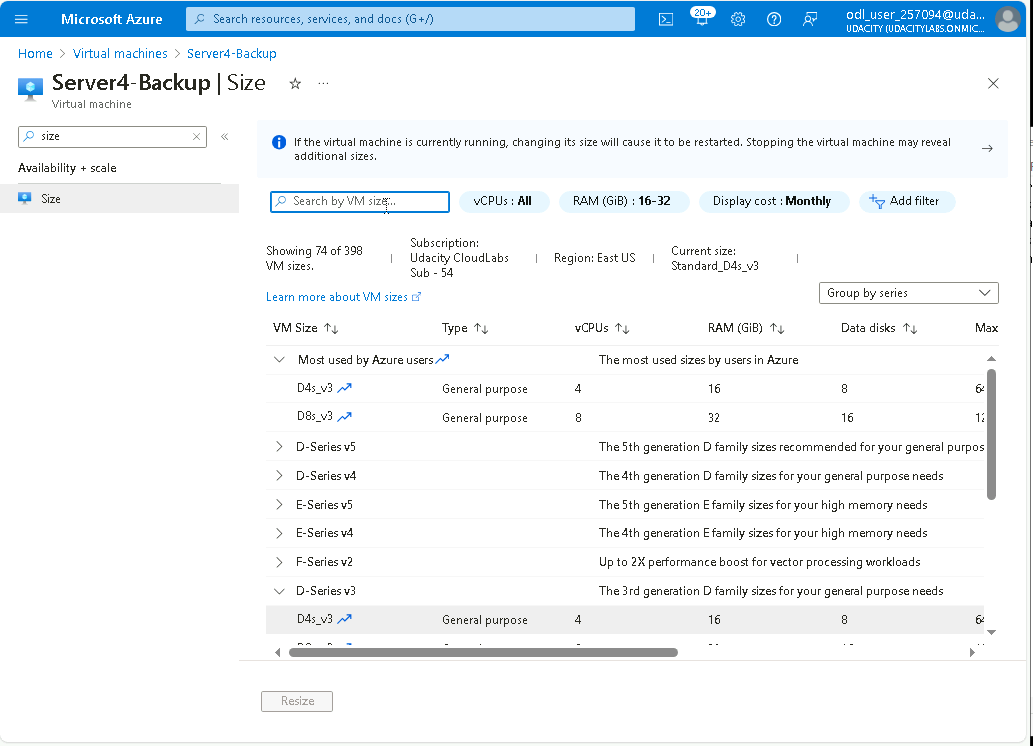 Microsoft Azure
Search resources, services, and docs (G+/)
20+
odl_user_257094@uda...
UDACITY (UDACITYLABS.ONMIC...
Home > Virtual machines > Server4-Backup
Server4-Backup | Size
Virtual machine
size
Availability + scale
Size
If the virtual machine is currently running, changing its size will cause it to be restarted. Stopping the virtual machine may reveal
additional sizes.
Search by VM size...
vCPUs : All
RAM (GiB) : 16-32
Display cost : Monthly
Add filter
Showing 74 of 398
VM sizes.
Subscription:
Udacity CloudLabs
Sub - 54
Region: East US
Current size:
Standard_D4s_v3
Learn more about VM sizes
Group by series
VM Size Type vCPUs RAM (GiB) Data disks Max
Most used by Azure users The most used sizes by users in Azure
D4s_v3 General purpose 4 16 8
D8s_v3 General purpose 8 32 16
D-Series v5 The 5th generation D family sizes recommended for your general purpos
D-Series v4 The 4th generation D family sizes for your general purpose needs
E-Series v5 The 5th generation E family sizes for your high memory needs
E-Series v4 The 4th generation E family sizes for your high memory needs
F-Series v2 Up to 2X performance boost for vector processing workloads
D-Series v3 The 3rd generation D family sizes for your general purpose needs
D4s_v3 General purpose 4 16 8
Resize